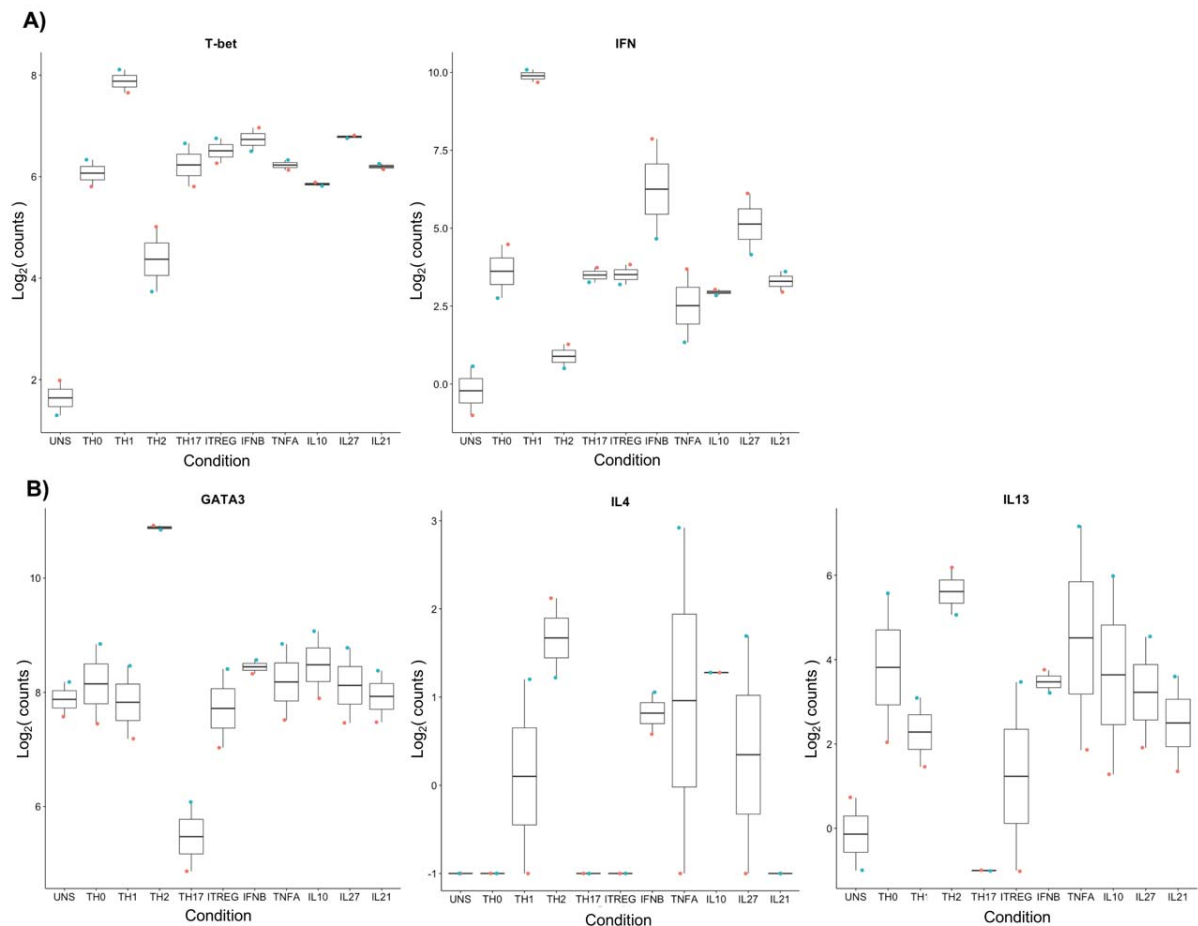 A)
T-bet
IFN
Log2( counts )
8
6
4
2
UNS TH0 TH1 TH2 TH17 ITREG IFNB TNFA IL10 IL27 IL21
Condition
Log2( counts )
10.0
7.5
5.0
2.5
0.0
UNS TH0 TH1 TH2 TH17 ITREG IFNB TNFA IL10 IL27 IL21
Condition
B)
GATA3
IL4
IL13
Log2( counts )
10
8
6
UNS TH0 TH1 TH2 TH17 ITREG IFNB TNFA IL10 IL27 IL21
Condition
Log2( counts )
3
2
1
0
-1
UNS TH0 TH1 TH2 TH17 ITREG IFNB TNFA IL10 IL27 IL21
Condition
Log2( counts )
6
4
2
0
UNS TH0 TH1 TH2 TH17 ITREG IFNB TNFA IL10 IL27 IL21
Condition